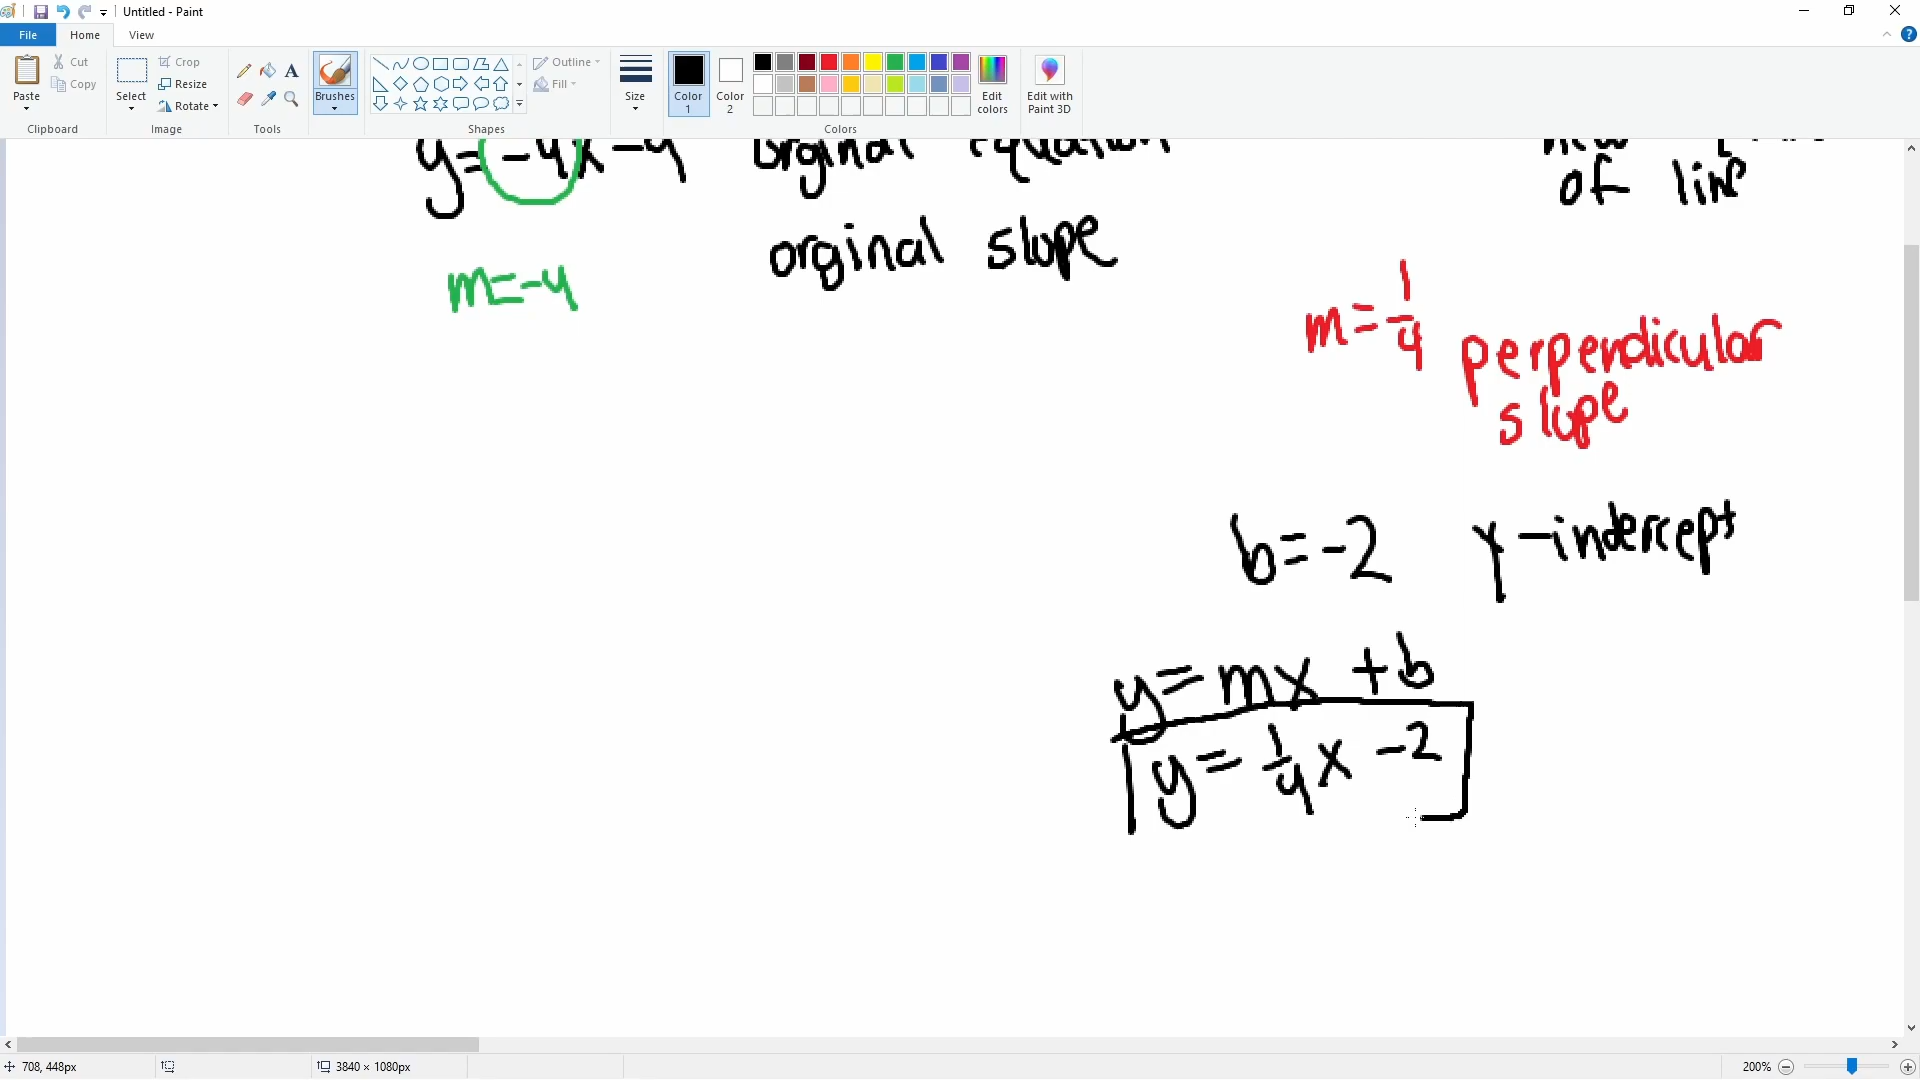 Untitled - Paint
File Home View
Paste
Cut
Copy
Clipboard
Select
Crop
Resize
Rotate
Image
A
Tools
Brushes
Outline
Fill
Shapes
Size
Color 1
Color 2
Edit colors
Colors
Edit with Paint 3D
y=-4x-4 orginal equation
orginal slope
m=-4
new
of line
m=1/4 perpendicular
slope
b=-2 y-intercept
y=mx+b
y=1/4x-2
708, 448px
3840 × 1080px
200%